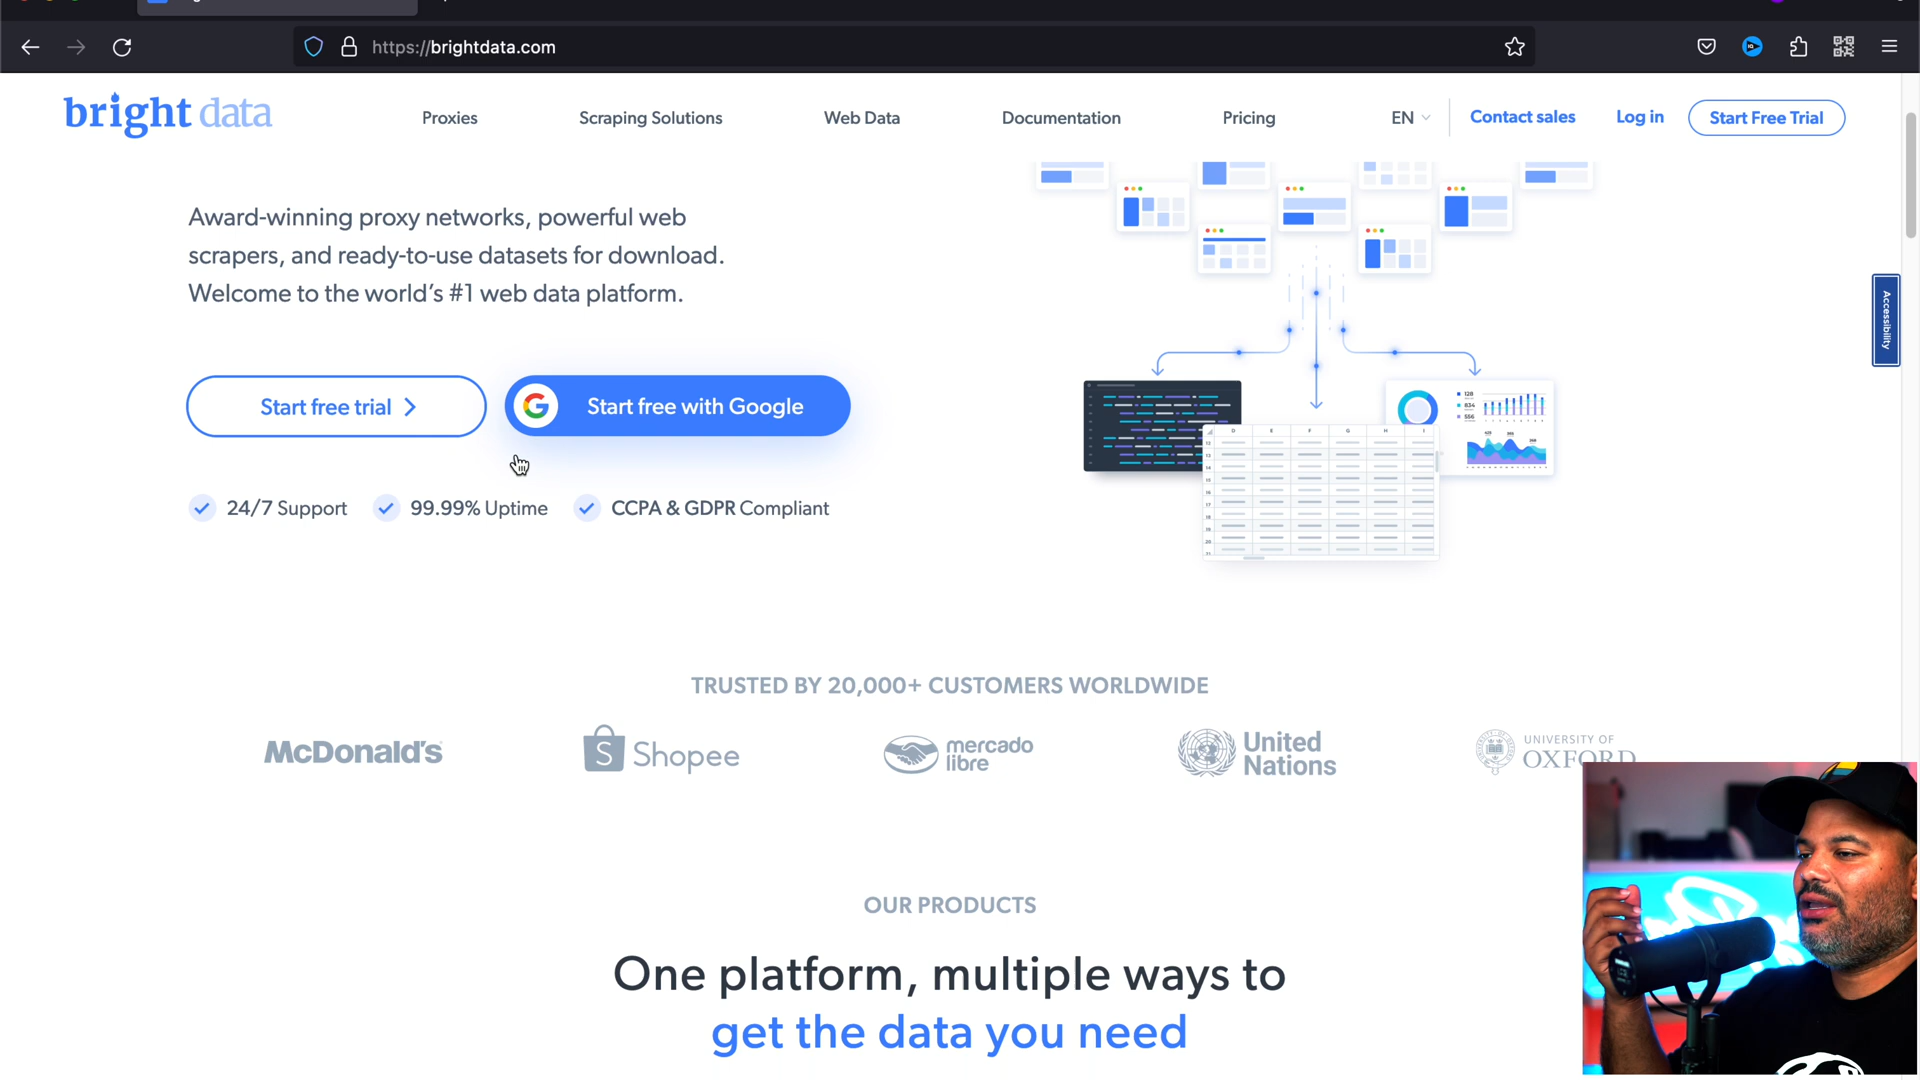 https://brightdata.com
bright data
Proxies
Scraping Solutions
Web Data
Documentation
Pricing
EN
Contact sales
Log in
Start Free Trial
Award-winning proxy networks, powerful web
scrapers, and ready-to-use datasets for download.
Welcome to the world's #1 web data platform.
Accessibility
Start free trial
Start free with Google
24/7 Support
99.99% Uptime
CCPA & GDPR Compliant
TRUSTED BY 20,000+ CUSTOMERS WORLDWIDE
McDonald's
Shopee
mercado
libre
United
Nations
UNIVERSITY OF
OXFORD
OUR PRODUCTS
One platform, multiple ways to
get the data you need